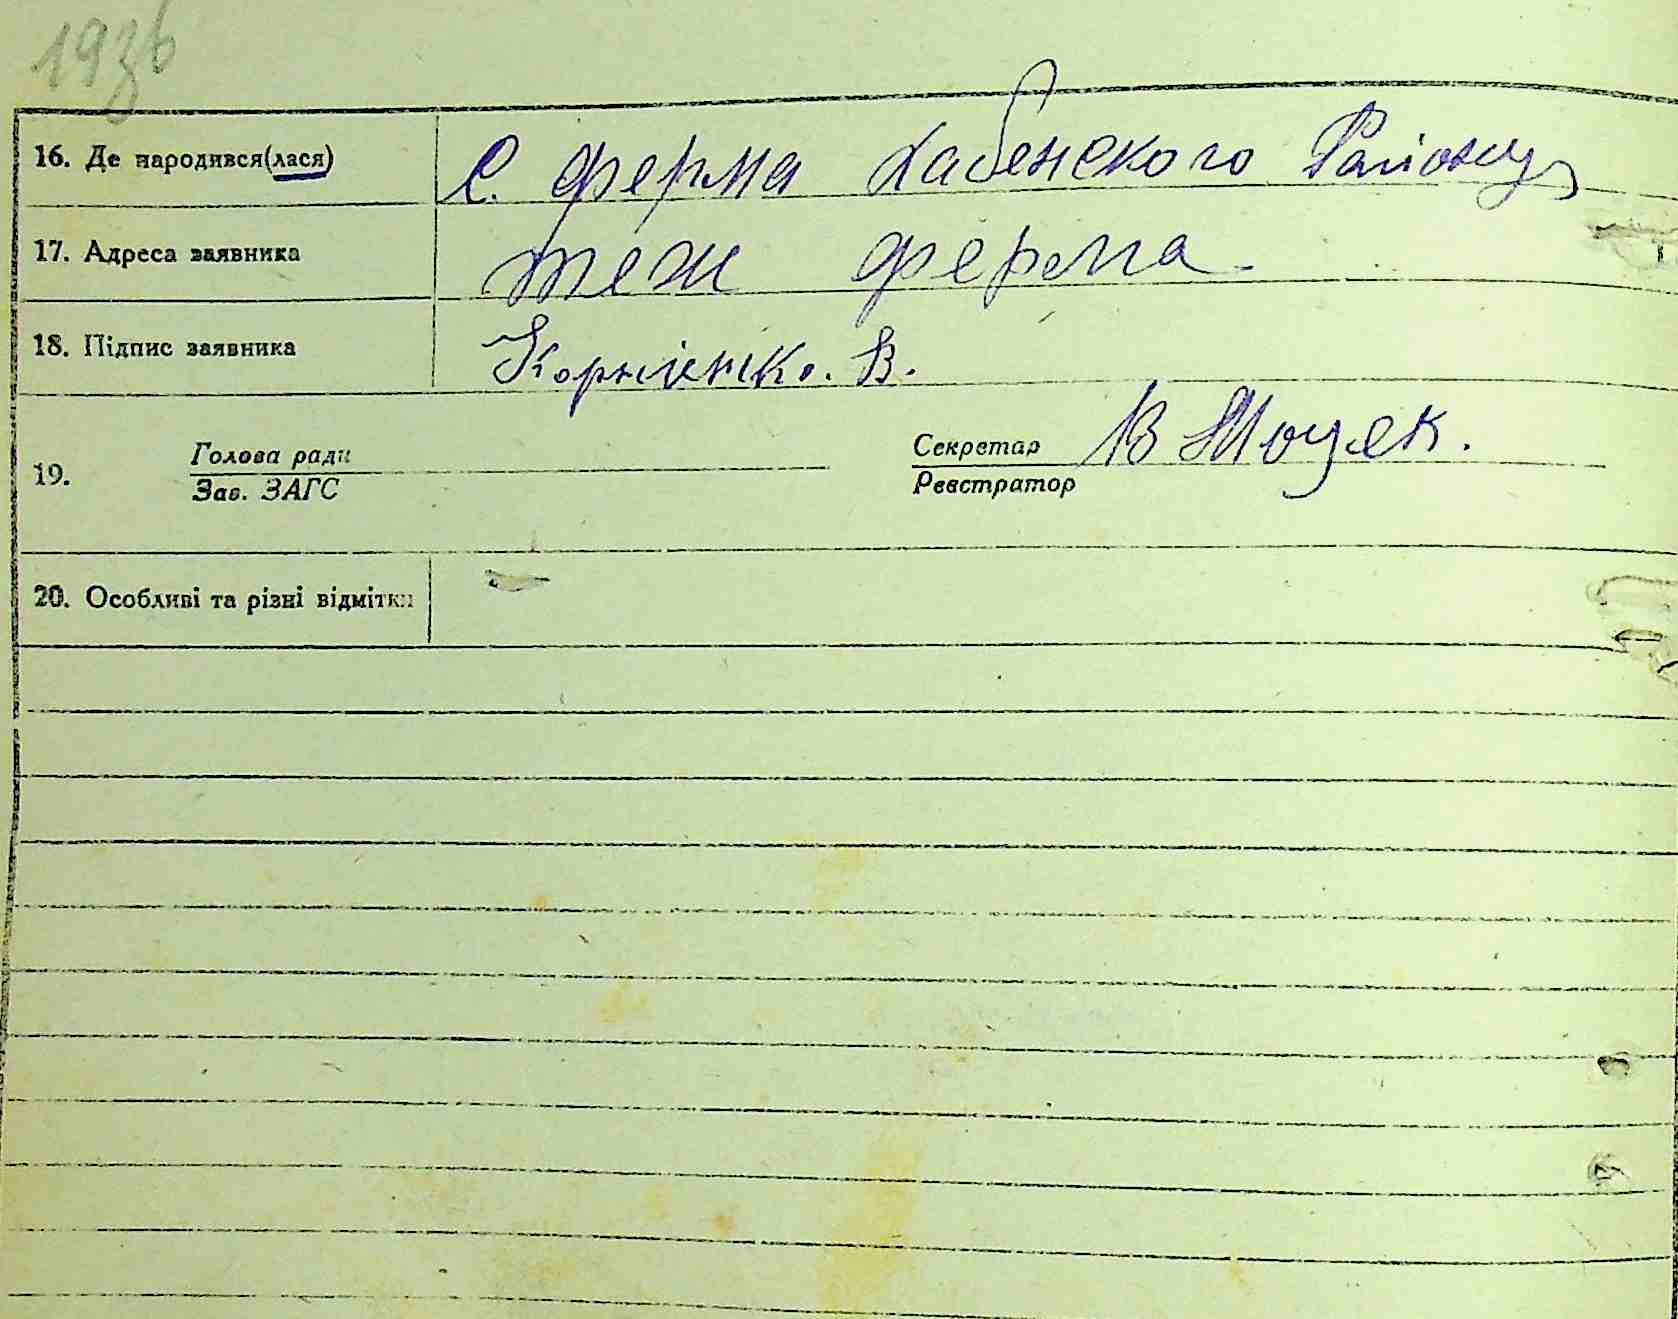 1936
16. Де народився(лася) С. ферма Хабенского Району
17. Адреса заявника теж ферма
18. Підпис заявника Корнієнко. В.
19. Голова ради
Зав. ЗАГС
Секретар В
Реєстратор
20. Особливі та різні відмітки